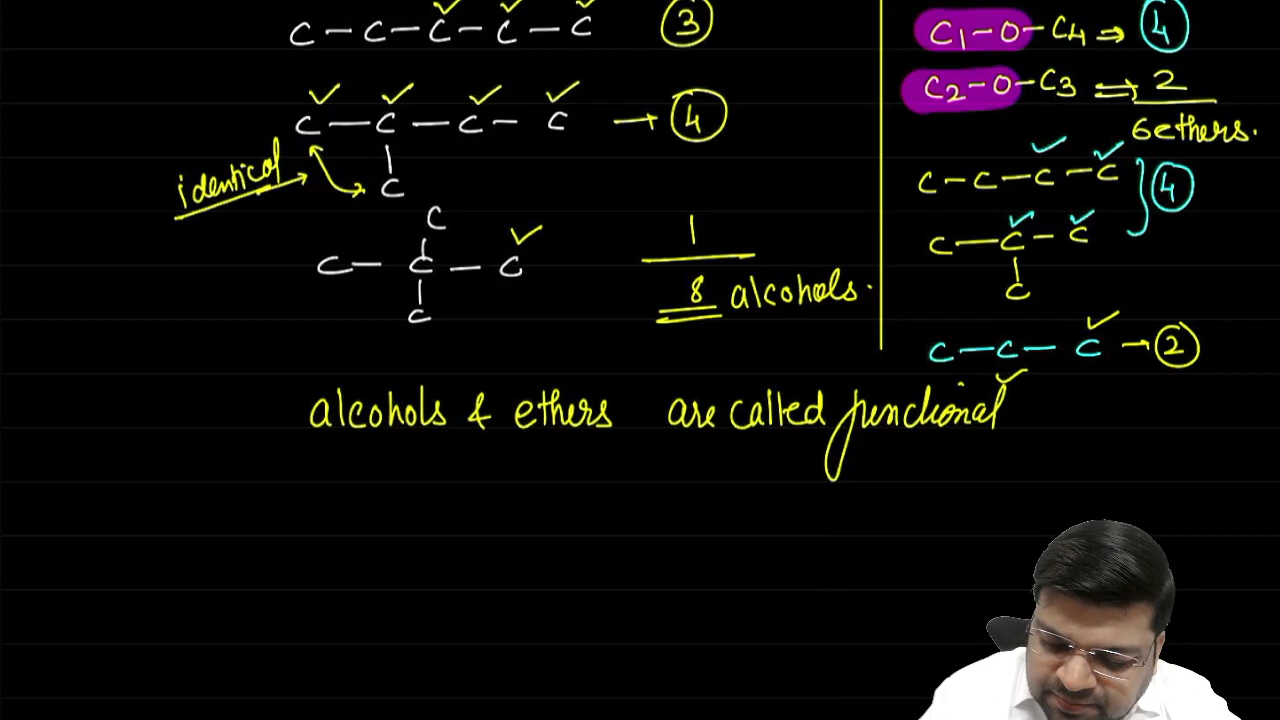 C – C – C – C – C 3
C – C – C – C → 4
C
identical
C
C – C – C
C
1
8 alcohols.
C1 – O – C4 ⇒ 4
C2 – O – C3 ⇒ 2
6 ethers.
C – C – C – C
4
C – C – C
C
C – C – C → 2
alcohols & ethers are called functional